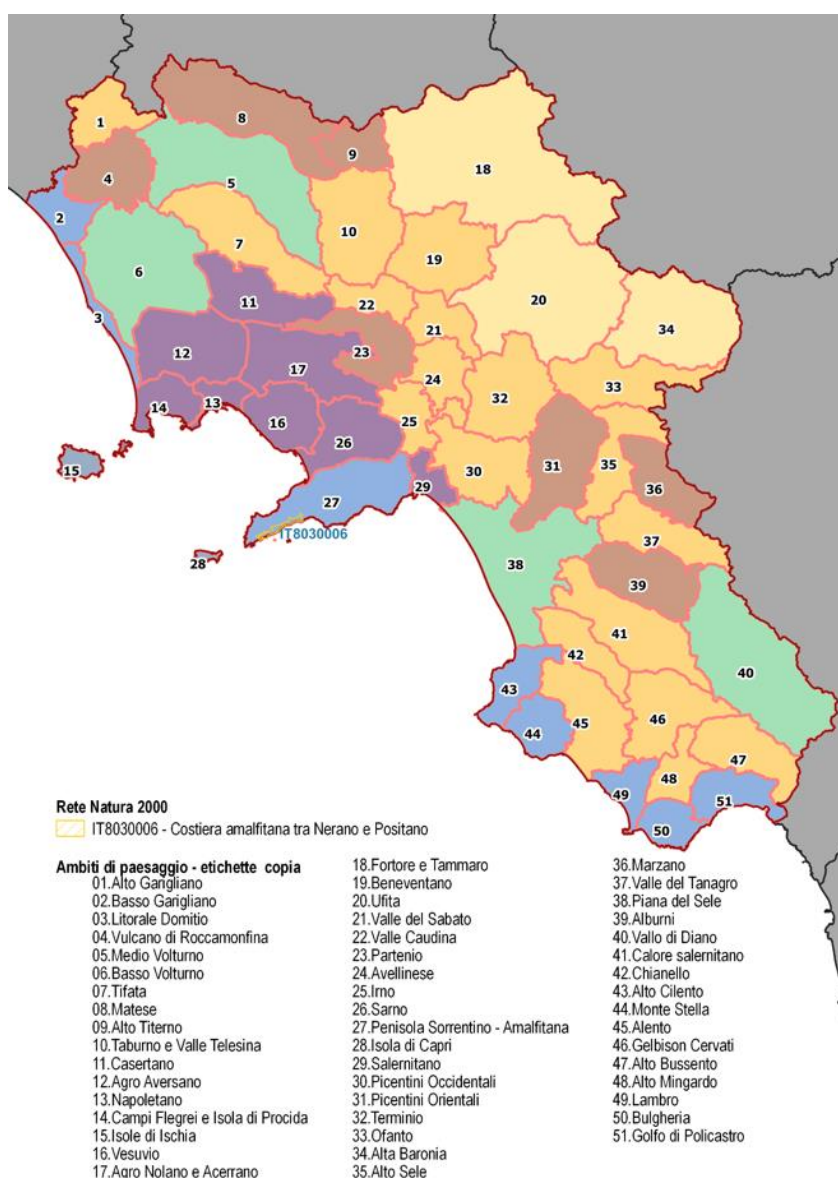 1
8
9
4
5
18
2
10
7
19
6
20
11
22
3
21
34
12
23
17
24
33
32
14
13
25
16
26
35
15
30
31
29
36
27
IT8030006
37
28
38
39
41
42
40
43
46
45
44
47
48
49
51
50
Rete Natura 2000
IT8030006 - Costiera amalfitana tra Nerano e Positano
Ambiti di paesaggio - etichette copia
01.Alto Garigliano
02.Basso Garigliano
03.Litorale Domitio
04.Vulcano di Roccamonfina
05.Medio Volturno
06.Basso Volturno
07.Tifata
08.Matese
09.Alto Titerno
10.Taburno e Valle Telesina
11.Casertano
12.Agro Aversano
13.Napoletano
14.Campi Flegrei e Isola di Procida
15.Isole di Ischia
16.Vesuvio
17.Agro Nolano e Acerrano
18.Fortore e Tammaro
19.Beneventano
20.Ufita
21.Valle del Sabato
22.Valle Caudina
23.Partenio
24.Avellinese
25.Irno
26.Sarno
27.Penisola Sorrentino - Amalfitana
28.Isola di Capri
29.Salernitano
30.Picentini Occidentali
31.Picentini Orientali
32.Terminio
33.Ofanto
34.Alta Baronia
35.Alto Sele
36.Marzano
37.Valle del Tanagro
38.Piana del Sele
39.Alburni
40.Vallo di Diano
41.Calore salernitano
42.Chianello
43.Alto Cilento
44.Monte Stella
45.Alento
46.Gelbison Cervati
47.Alto Bussento
48.Alto Mingardo
49.Lambro
50.Bulgheria
51.Golfo di Policastro